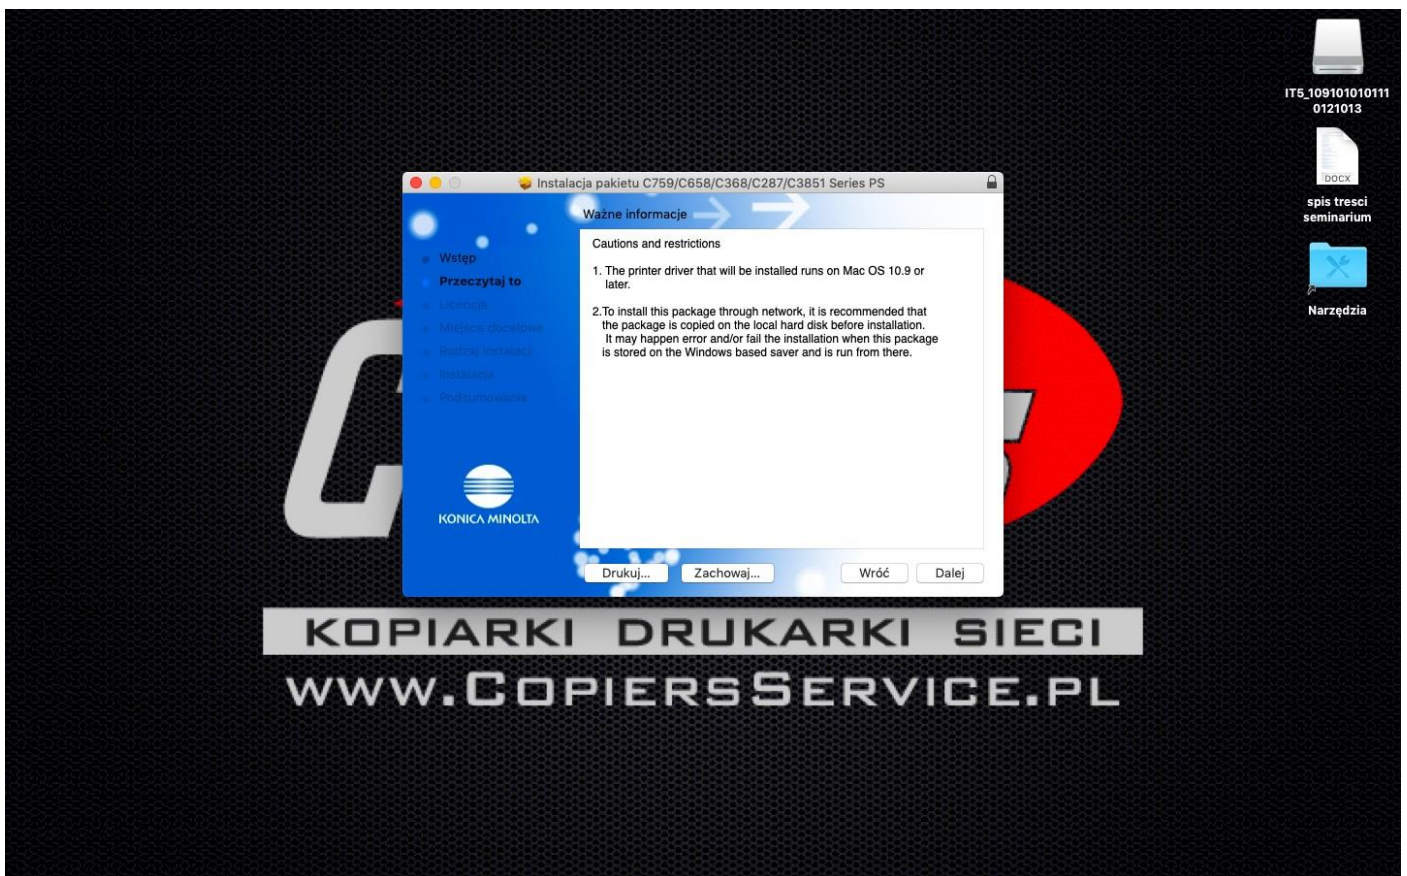 IT5_109101010111
0121013
DOCX
spis tresci
seminarium
Narzędzia
Instalacja pakietu C759/C658/C368/C287/C3851 Series PS
Ważne informacje
Wstęp
Przeczytaj to
Licencja
Miejsce docelowe
Rodzaj instalacji
Instalacja
Podsumowanie
KONICA MINOLTA
Cautions and restrictions
1. The printer driver that will be installed runs on Mac OS 10.9 or
later.
2.To install this package through network, it is recommended that
the package is copied on the local hard disk before installation.
It may happen error and/or fail the installation when this package
is stored on the Windows based saver and is run from there.
Drukuj...
Zachowaj...
Wróć
Dalej
KOPIARKI DRUKARKI SIECI
www.CopiersService.pl